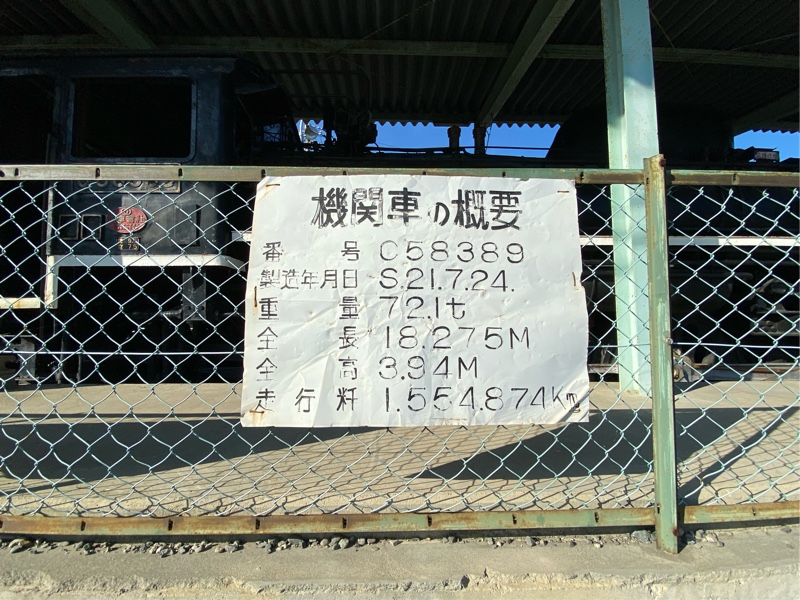 機関車の概要
番 号 C58389
製造年月日 S.21.7.24.
重 量 72.1t
全 長 18.275M
全 高 3.94M
走行粁 1.554.874Km